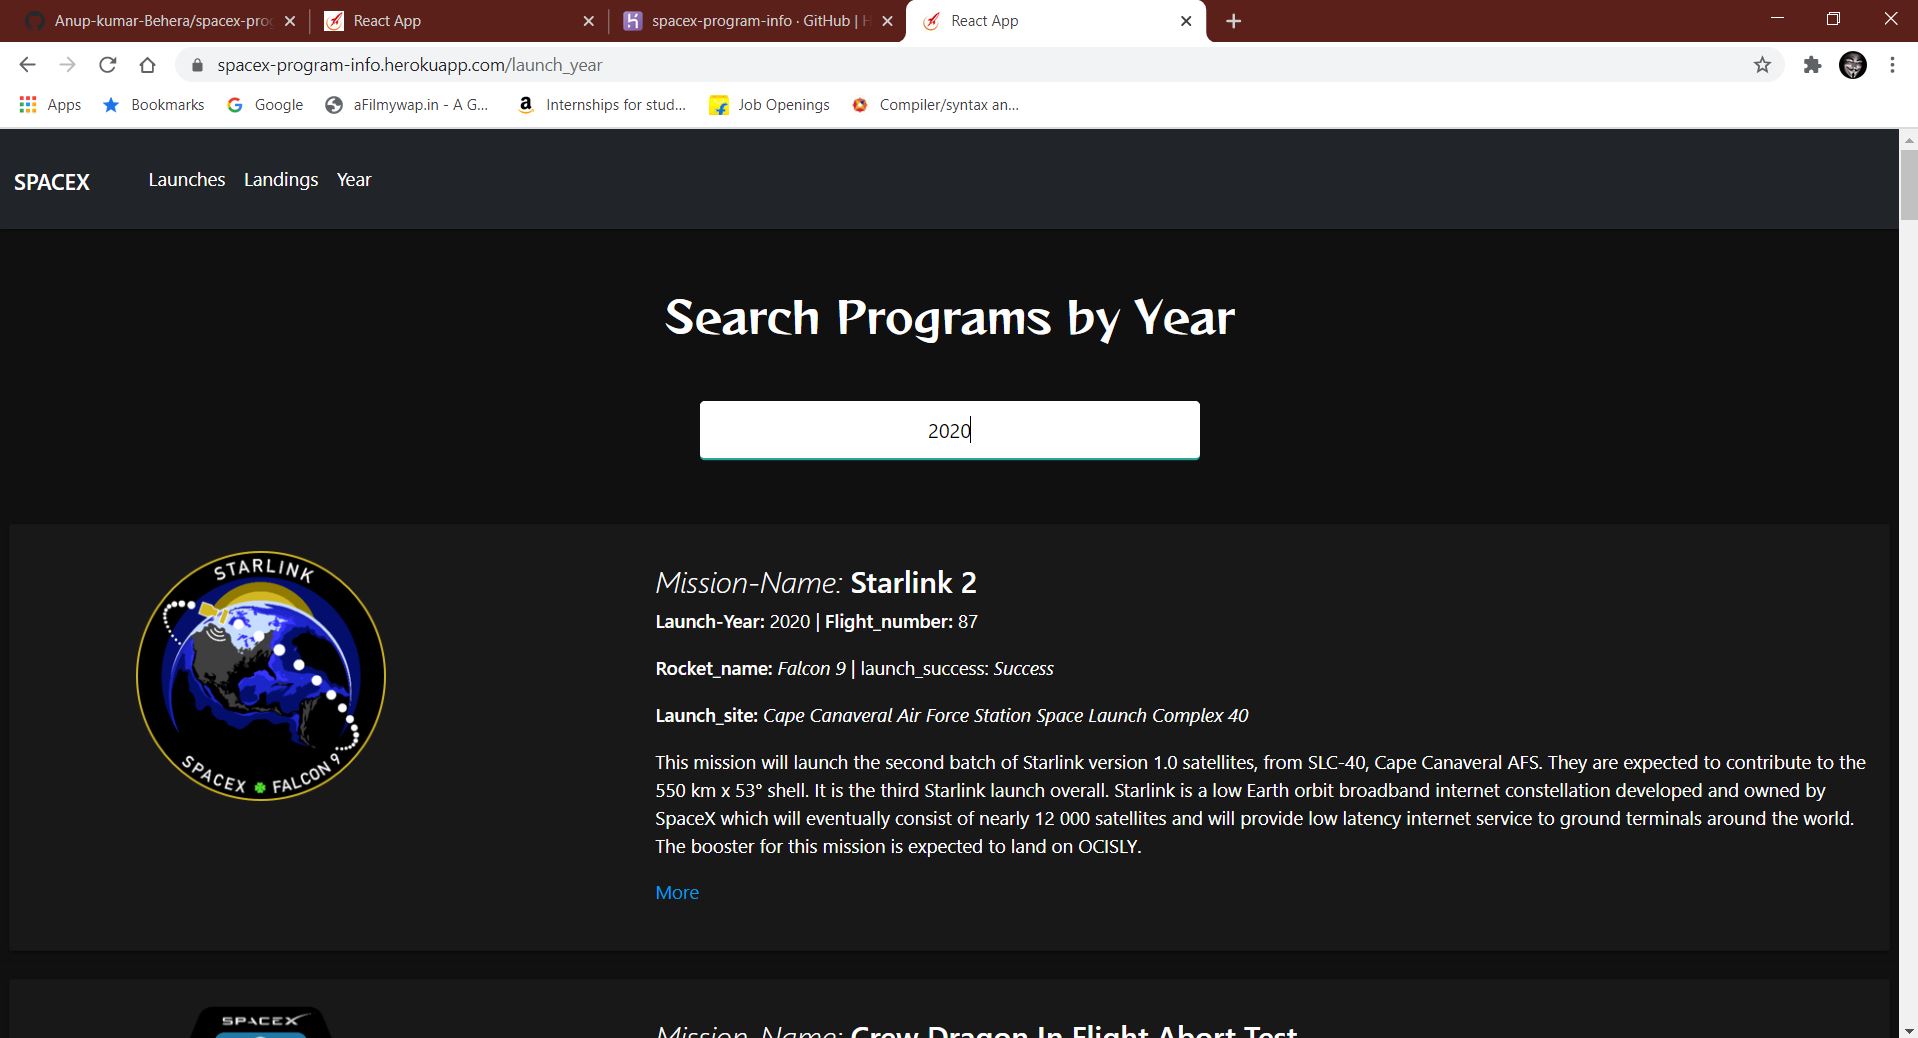 Anup-kumar-Behera/spacex-prog
React App
spacex-program-info · GitHub | H
React App
spacex-program-info.herokuapp.com/launch_year
Apps
Bookmarks
Google
aFilmywap.in - A G...
Internships for stud...
Job Openings
Compiler/syntax an...
SPACEX
Launches
Landings
Year
Search Programs by Year
2020
STARLINK
SPACEX FALCON 9
Mission-Name: Starlink 2
Launch-Year: 2020 | Flight_number: 87
Rocket_name: Falcon 9 | launch_success: Success
Launch_site: Cape Canaveral Air Force Station Space Launch Complex 40
This mission will launch the second batch of Starlink version 1.0 satellites, from SLC-40, Cape Canaveral AFS. They are expected to contribute to the
550 km x 53° shell. It is the third Starlink launch overall. Starlink is a low Earth orbit broadband internet constellation developed and owned by
SpaceX which will eventually consist of nearly 12 000 satellites and will provide low latency internet service to ground terminals around the world.
The booster for this mission is expected to land on OCISLY.
More
SPACEX
Mission-Name: Crew Dragon In Flight Abort Test